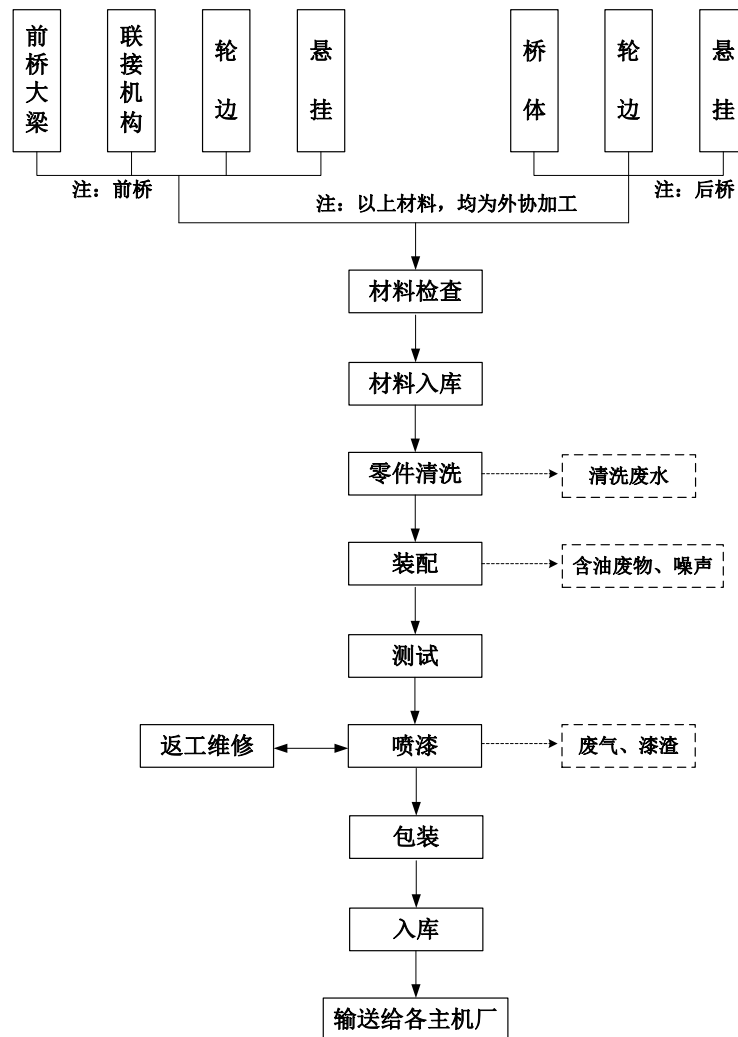 前桥大梁
联接机构
轮边
悬挂
桥体
轮边
悬挂
注：前桥
注：以上材料，均为外协加工
注：后桥
材料检查
材料入库
零件清洗
清洗废水
装配
含油废物、噪声
测试
返工维修
喷漆
废气、漆渣
包装
入库
输送给各主机厂